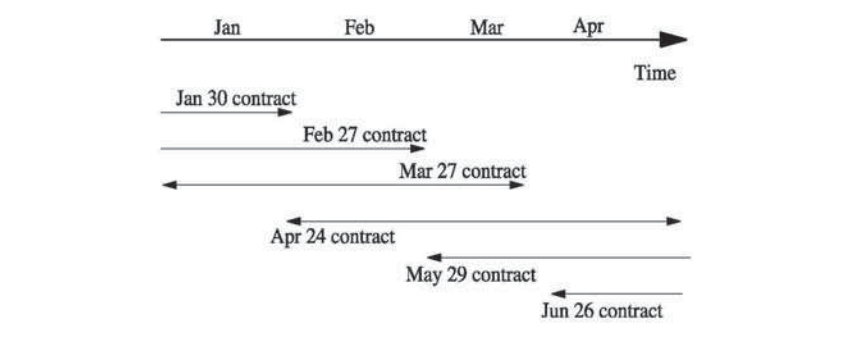 Jan Feb Mar Apr
Time
Jan 30 contract
Feb 27 contract
Mar 27 contract
Apr 24 contract
May 29 contract
Jun 26 contract